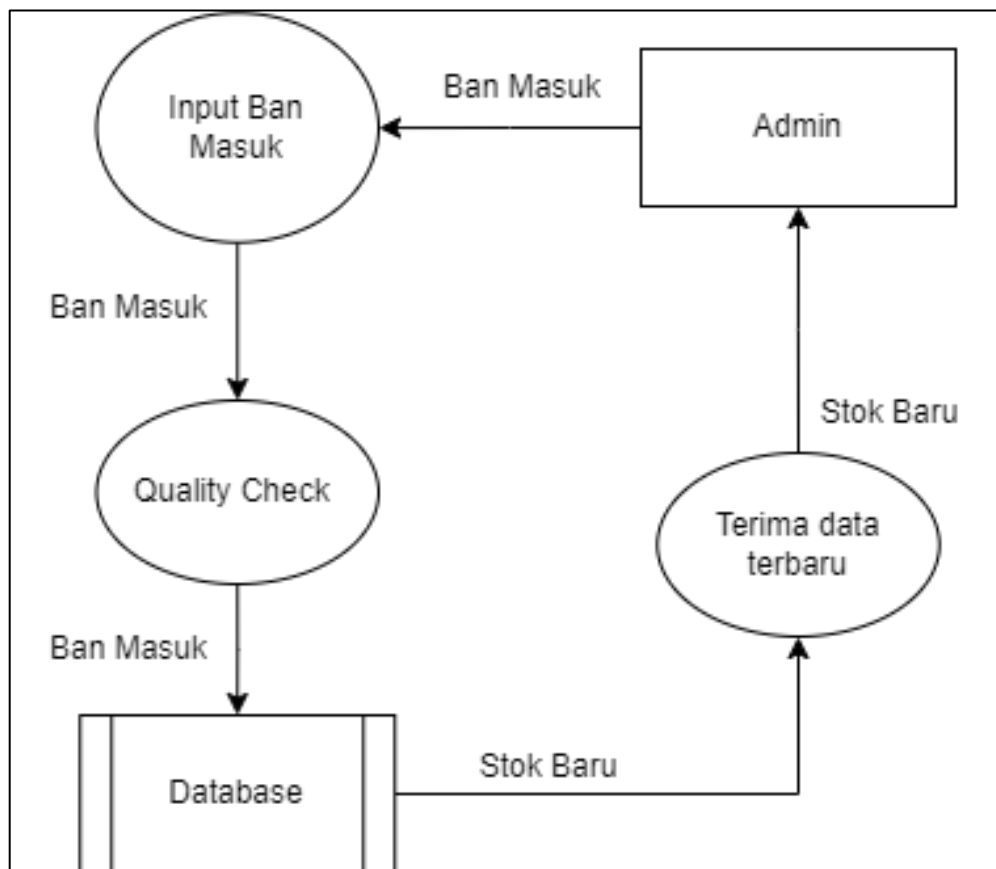 Input Ban
Masuk
Ban Masuk
Admin
Ban Masuk
Stok Baru
Quality Check
Terima data
terbaru
Ban Masuk
Stok Baru
Database